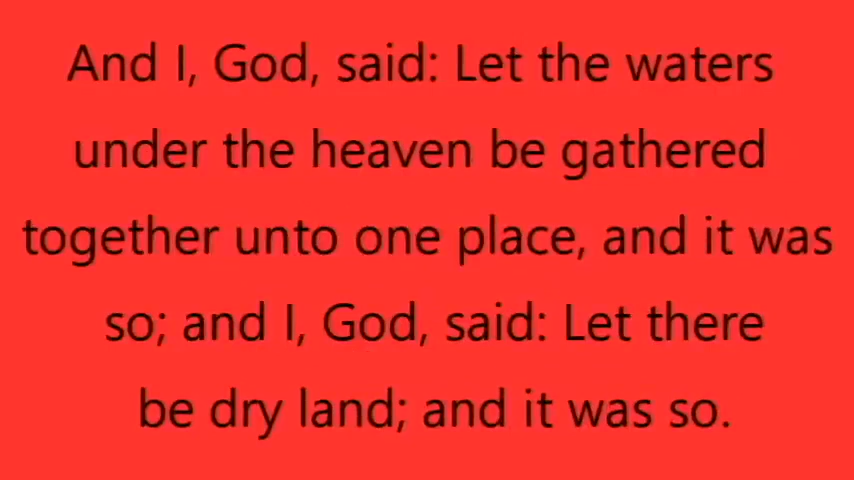 And I, God, said: Let the waters
under the heaven be gathered
together unto one place, and it was
so; and I, God, said: Let there
be dry land; and it was so.